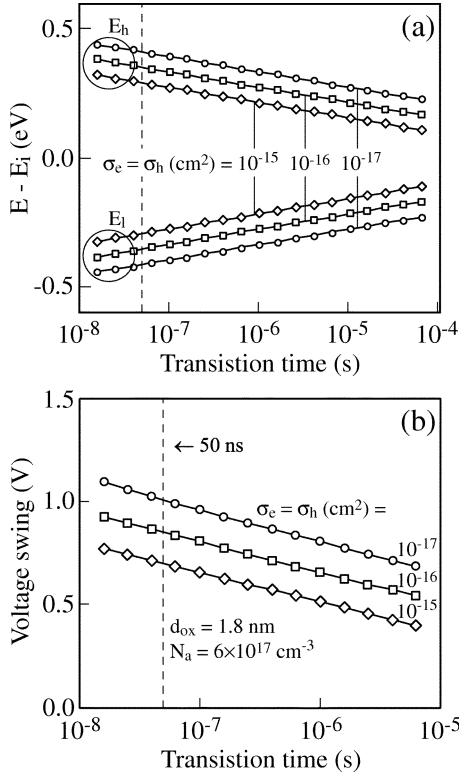 (a)
0.5
E_h
E - E_i (eV)
0.0
σ_e = σ_h (cm²) = 10⁻¹⁵ 10⁻¹⁶ 10⁻¹⁷
E_l
-0.5
10⁻⁸ 10⁻⁷ 10⁻⁶ 10⁻⁵ 10⁻⁴
Transistion time (s)
(b)
1.5
← 50 ns
Voltage swing (V)
1.0
σ_e = σ_h (cm²) =
10⁻¹⁷
10⁻¹⁶
10⁻¹⁵
0.5
d_ox = 1.8 nm
N_a = 6×10¹⁷ cm⁻³
0.0
10⁻⁸ 10⁻⁷ 10⁻⁶ 10⁻⁵
Transistion time (s)